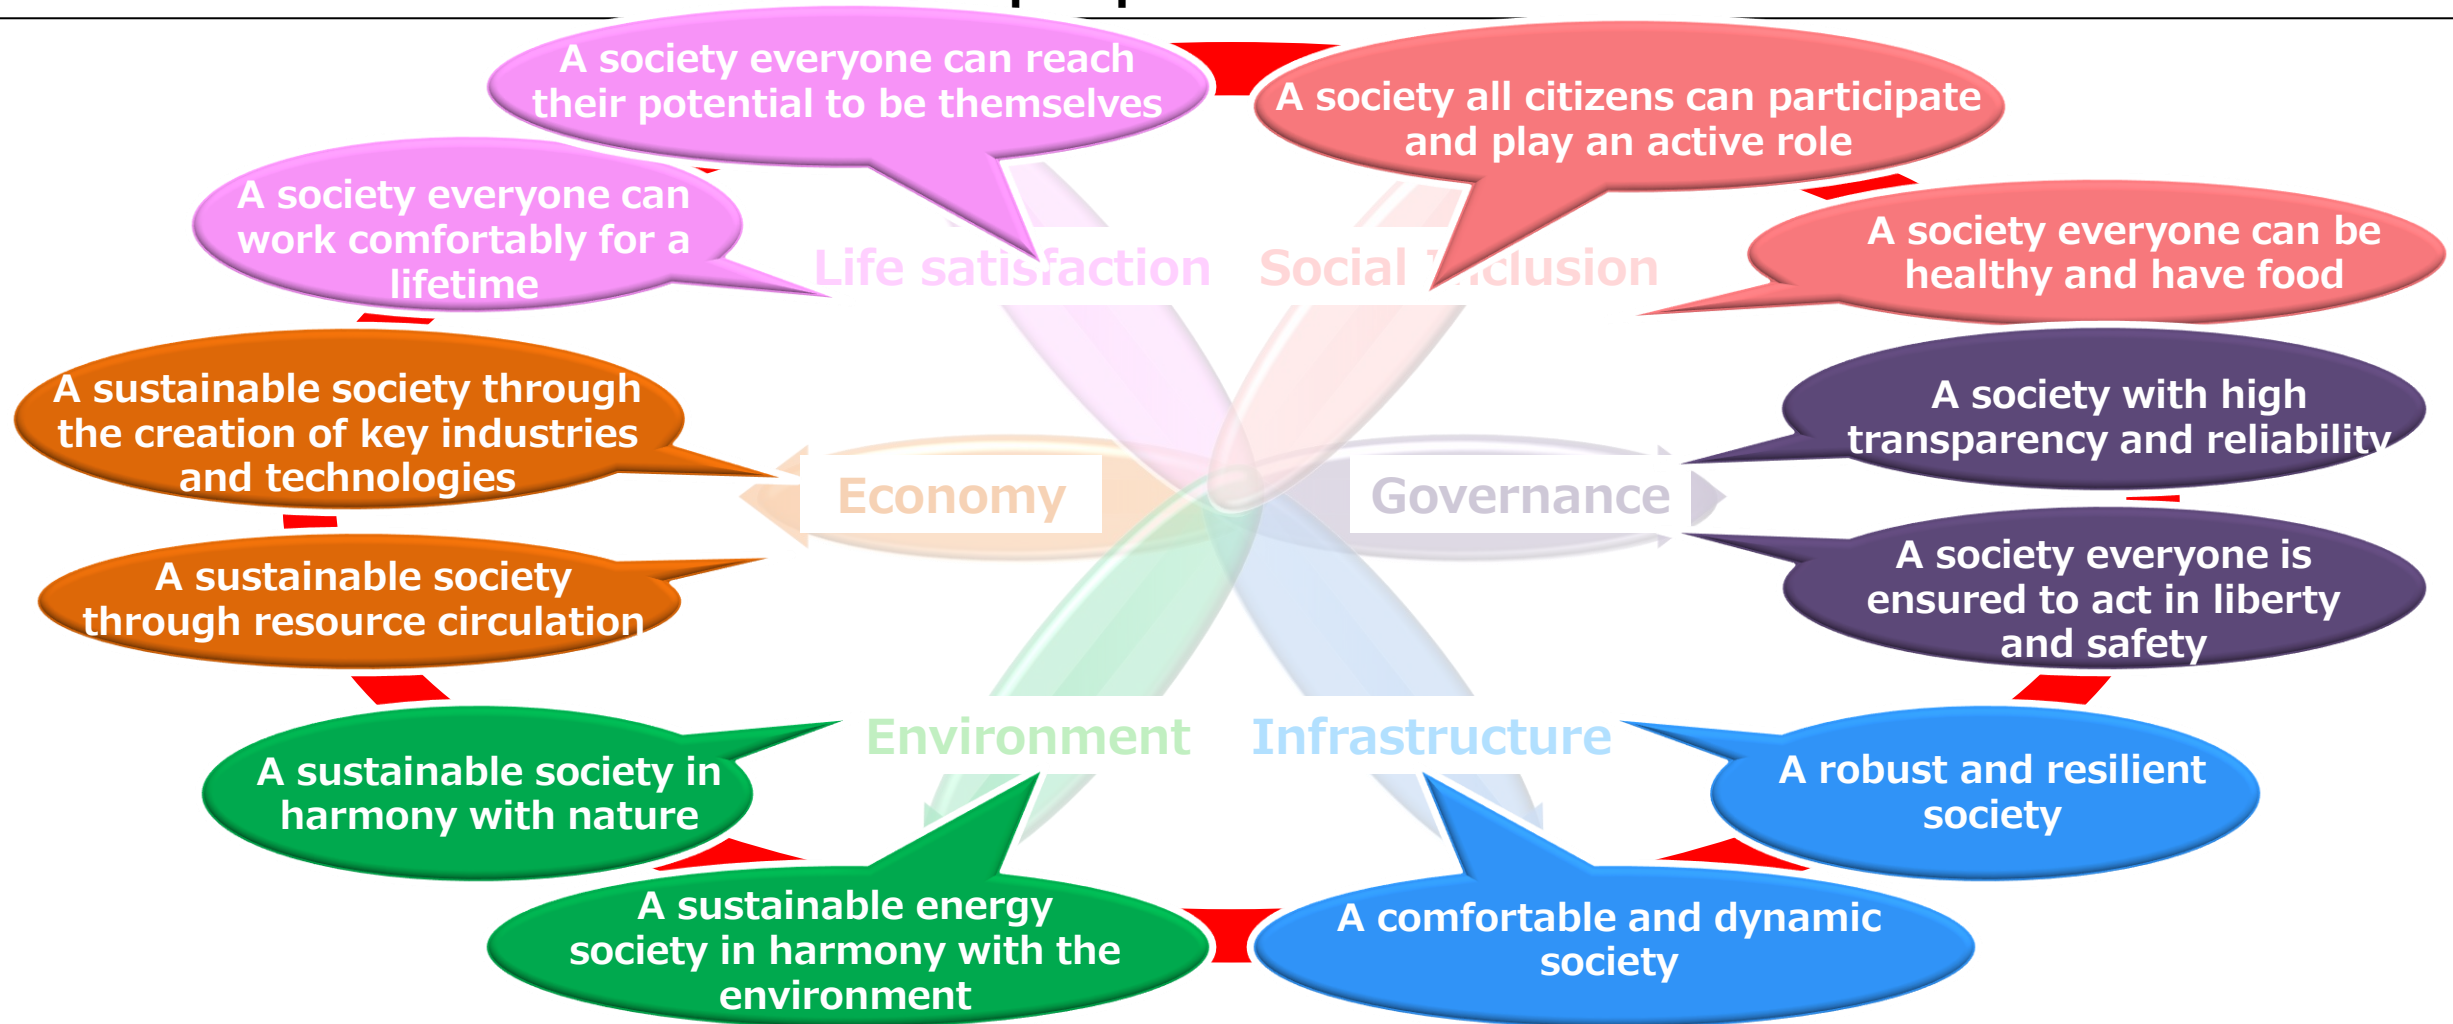 A society everyone can reach
their potential to be themselves
A society all citizens can participate
and play an active role
A society everyone can
work comfortably for a
lifetime
A society everyone can be
healthy and have food
Life satisfaction
Social Inclusion
A sustainable society through
the creation of key industries
and technologies
A society with high
transparency and reliability
Economy
Governance
A sustainable society
through resource circulation
A society everyone is
ensured to act in liberty
and safety
Environment
Infrastructure
A sustainable society in
harmony with nature
A robust and resilient
society
A sustainable energy
society in harmony with the
environment
A comfortable and dynamic
society